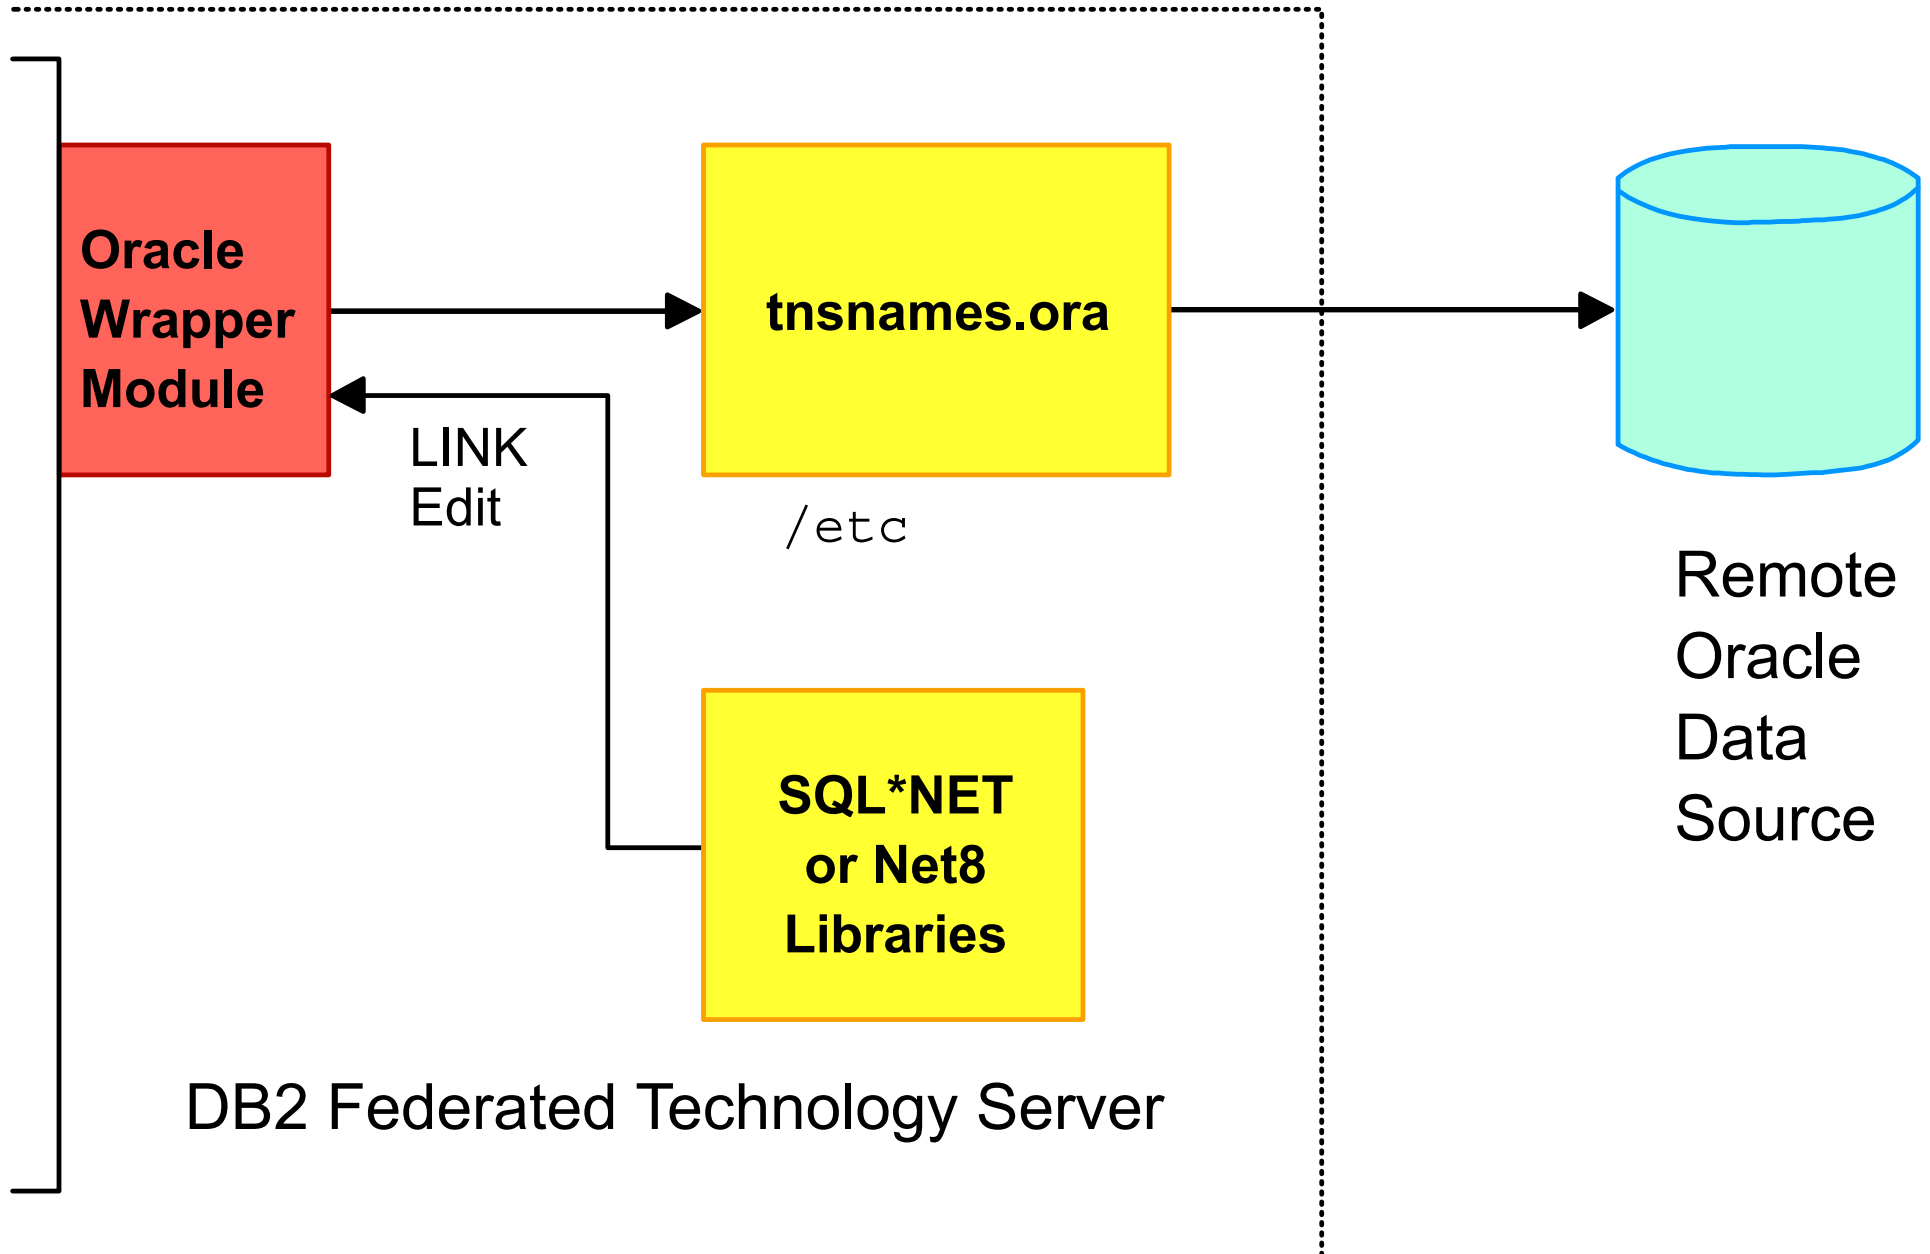 Oracle
Wrapper
Module
tnsnames.ora
LINK
Edit
/etc
Remote
Oracle
Data
Source
SQL*NET
or Net8
Libraries
DB2 Federated Technology Server